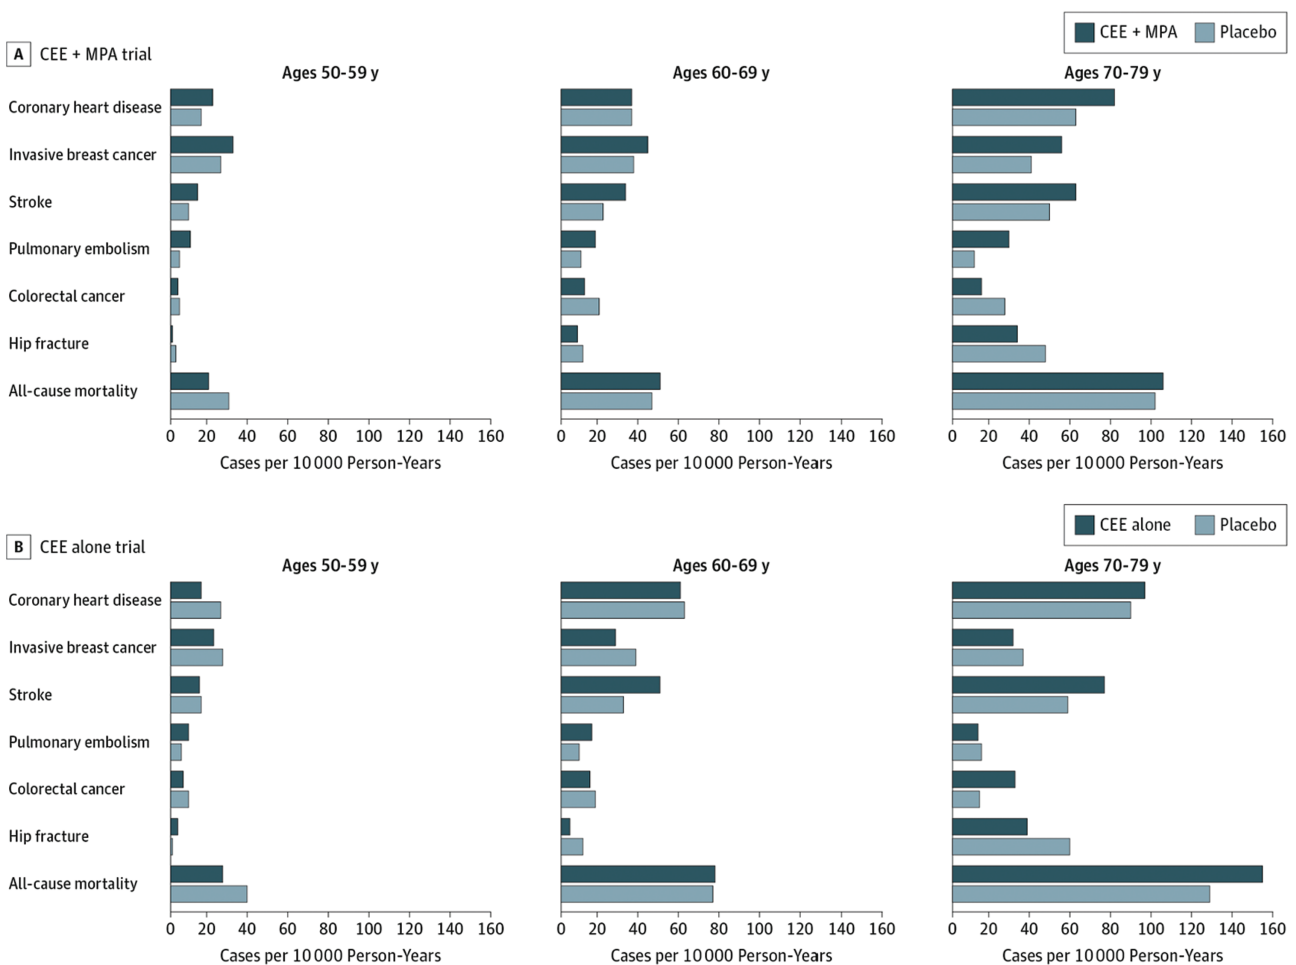 CEE + MPA Placebo
A CEE + MPA trial
Ages 50-59 y Ages 60-69 y Ages 70-79 y
Coronary heart disease
Invasive breast cancer
Stroke
Pulmonary embolism
Colorectal cancer
Hip fracture
All-cause mortality
0 20 40 60 80 100 120 140 160 0 20 40 60 80 100 120 140 160 0 20 40 60 80 100 120 140 160
Cases per 10 000 Person-Years Cases per 10 000 Person-Years Cases per 10 000 Person-Years
CEE alone Placebo
B CEE alone trial
Ages 50-59 y Ages 60-69 y Ages 70-79 y
Coronary heart disease
Invasive breast cancer
Stroke
Pulmonary embolism
Colorectal cancer
Hip fracture
All-cause mortality
0 20 40 60 80 100 120 140 160 0 20 40 60 80 100 120 140 160 0 20 40 60 80 100 120 140 160
Cases per 10 000 Person-Years Cases per 10 000 Person-Years Cases per 10 000 Person-Years